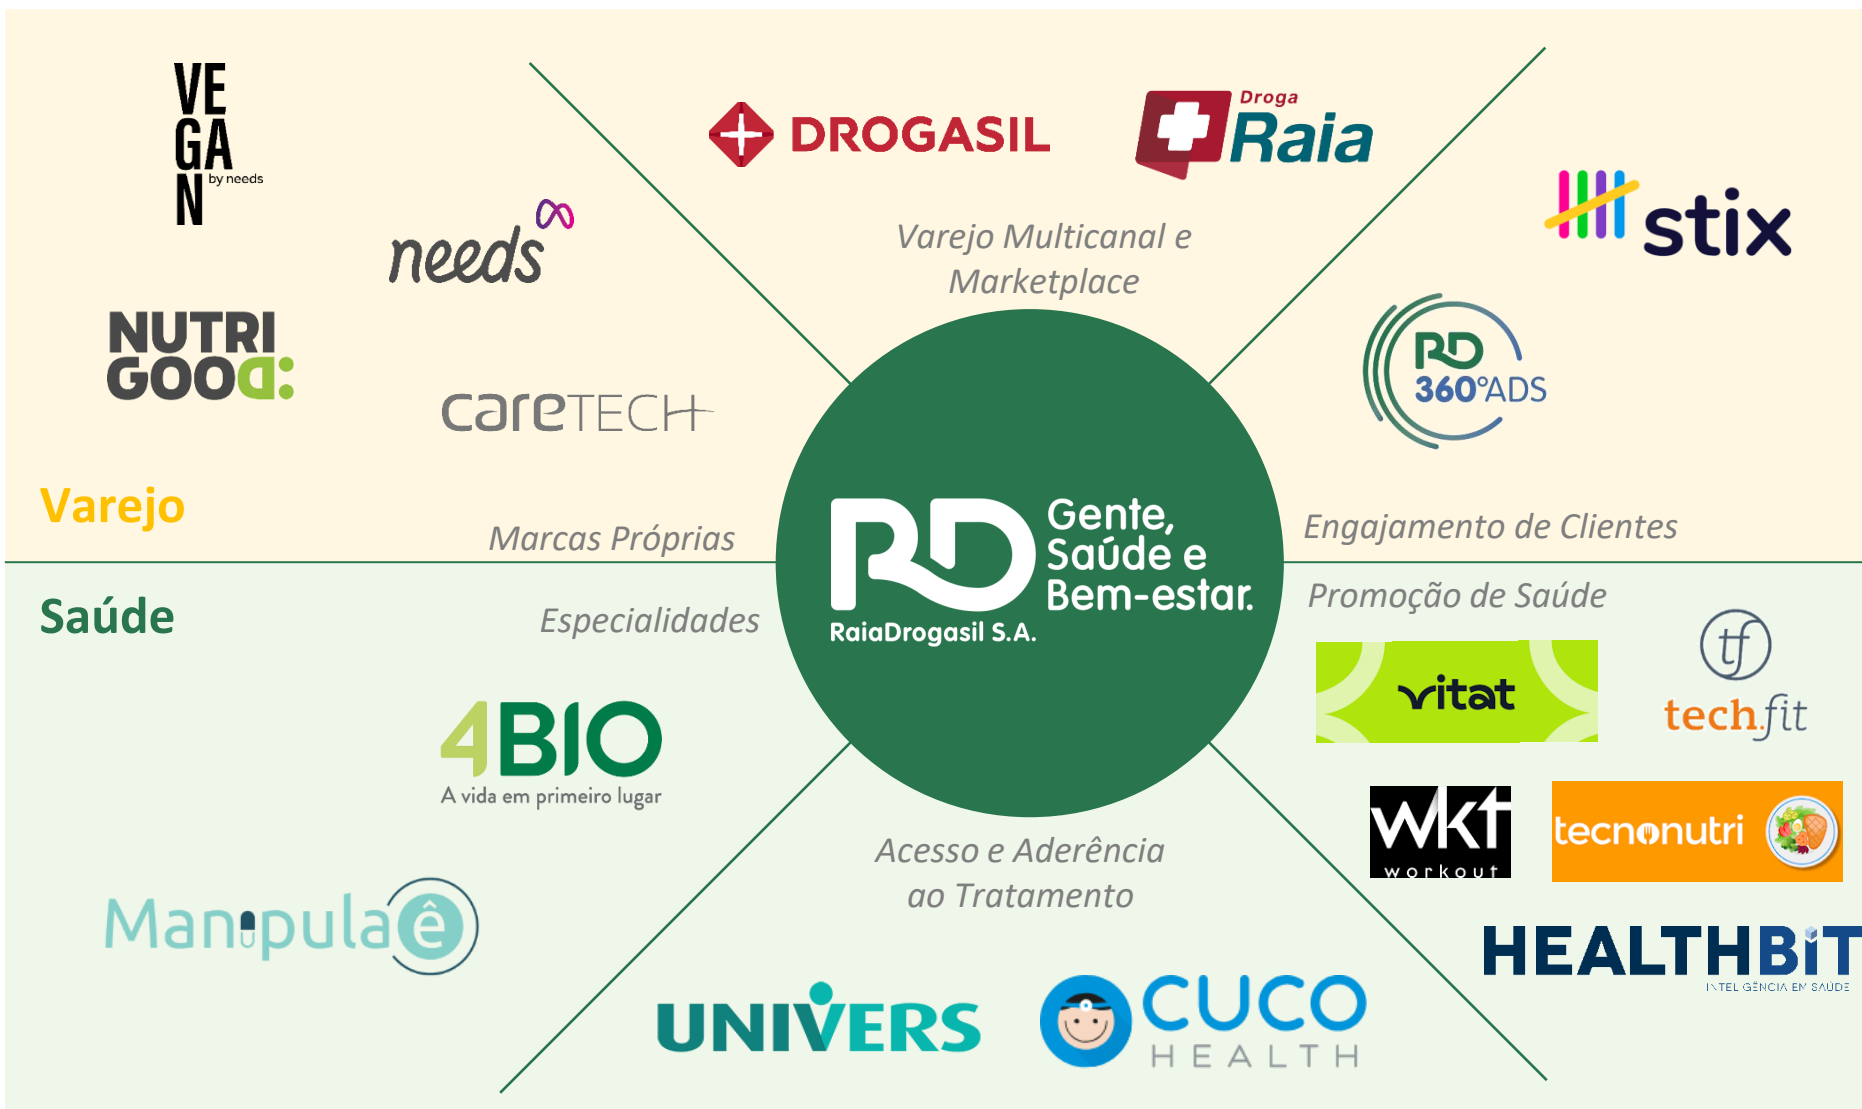 VE
GA
N
by needs
needs
NUTRI
GOOD:
caretech
Varejo
Marcas Próprias
DROGASIL
Droga
Raia
Varejo Multicanal e
Marketplace
stix
RD
360°ADS
Engajamento de Clientes
RD
Gente,
Saúde e
Bem-estar.
RaiaDrogasil S.A.
Saúde
Especialidades
4BIO
A vida em primeiro lugar
Manipulaê
Acesso e Aderência
ao Tratamento
UNIVERS
CUCO
HEALTH
Promoção de Saúde
vitat
tf
tech.fit
wkt
workout
tecnonutri
HEALTHBIT
INTELIGÊNCIA EM SAÚDE